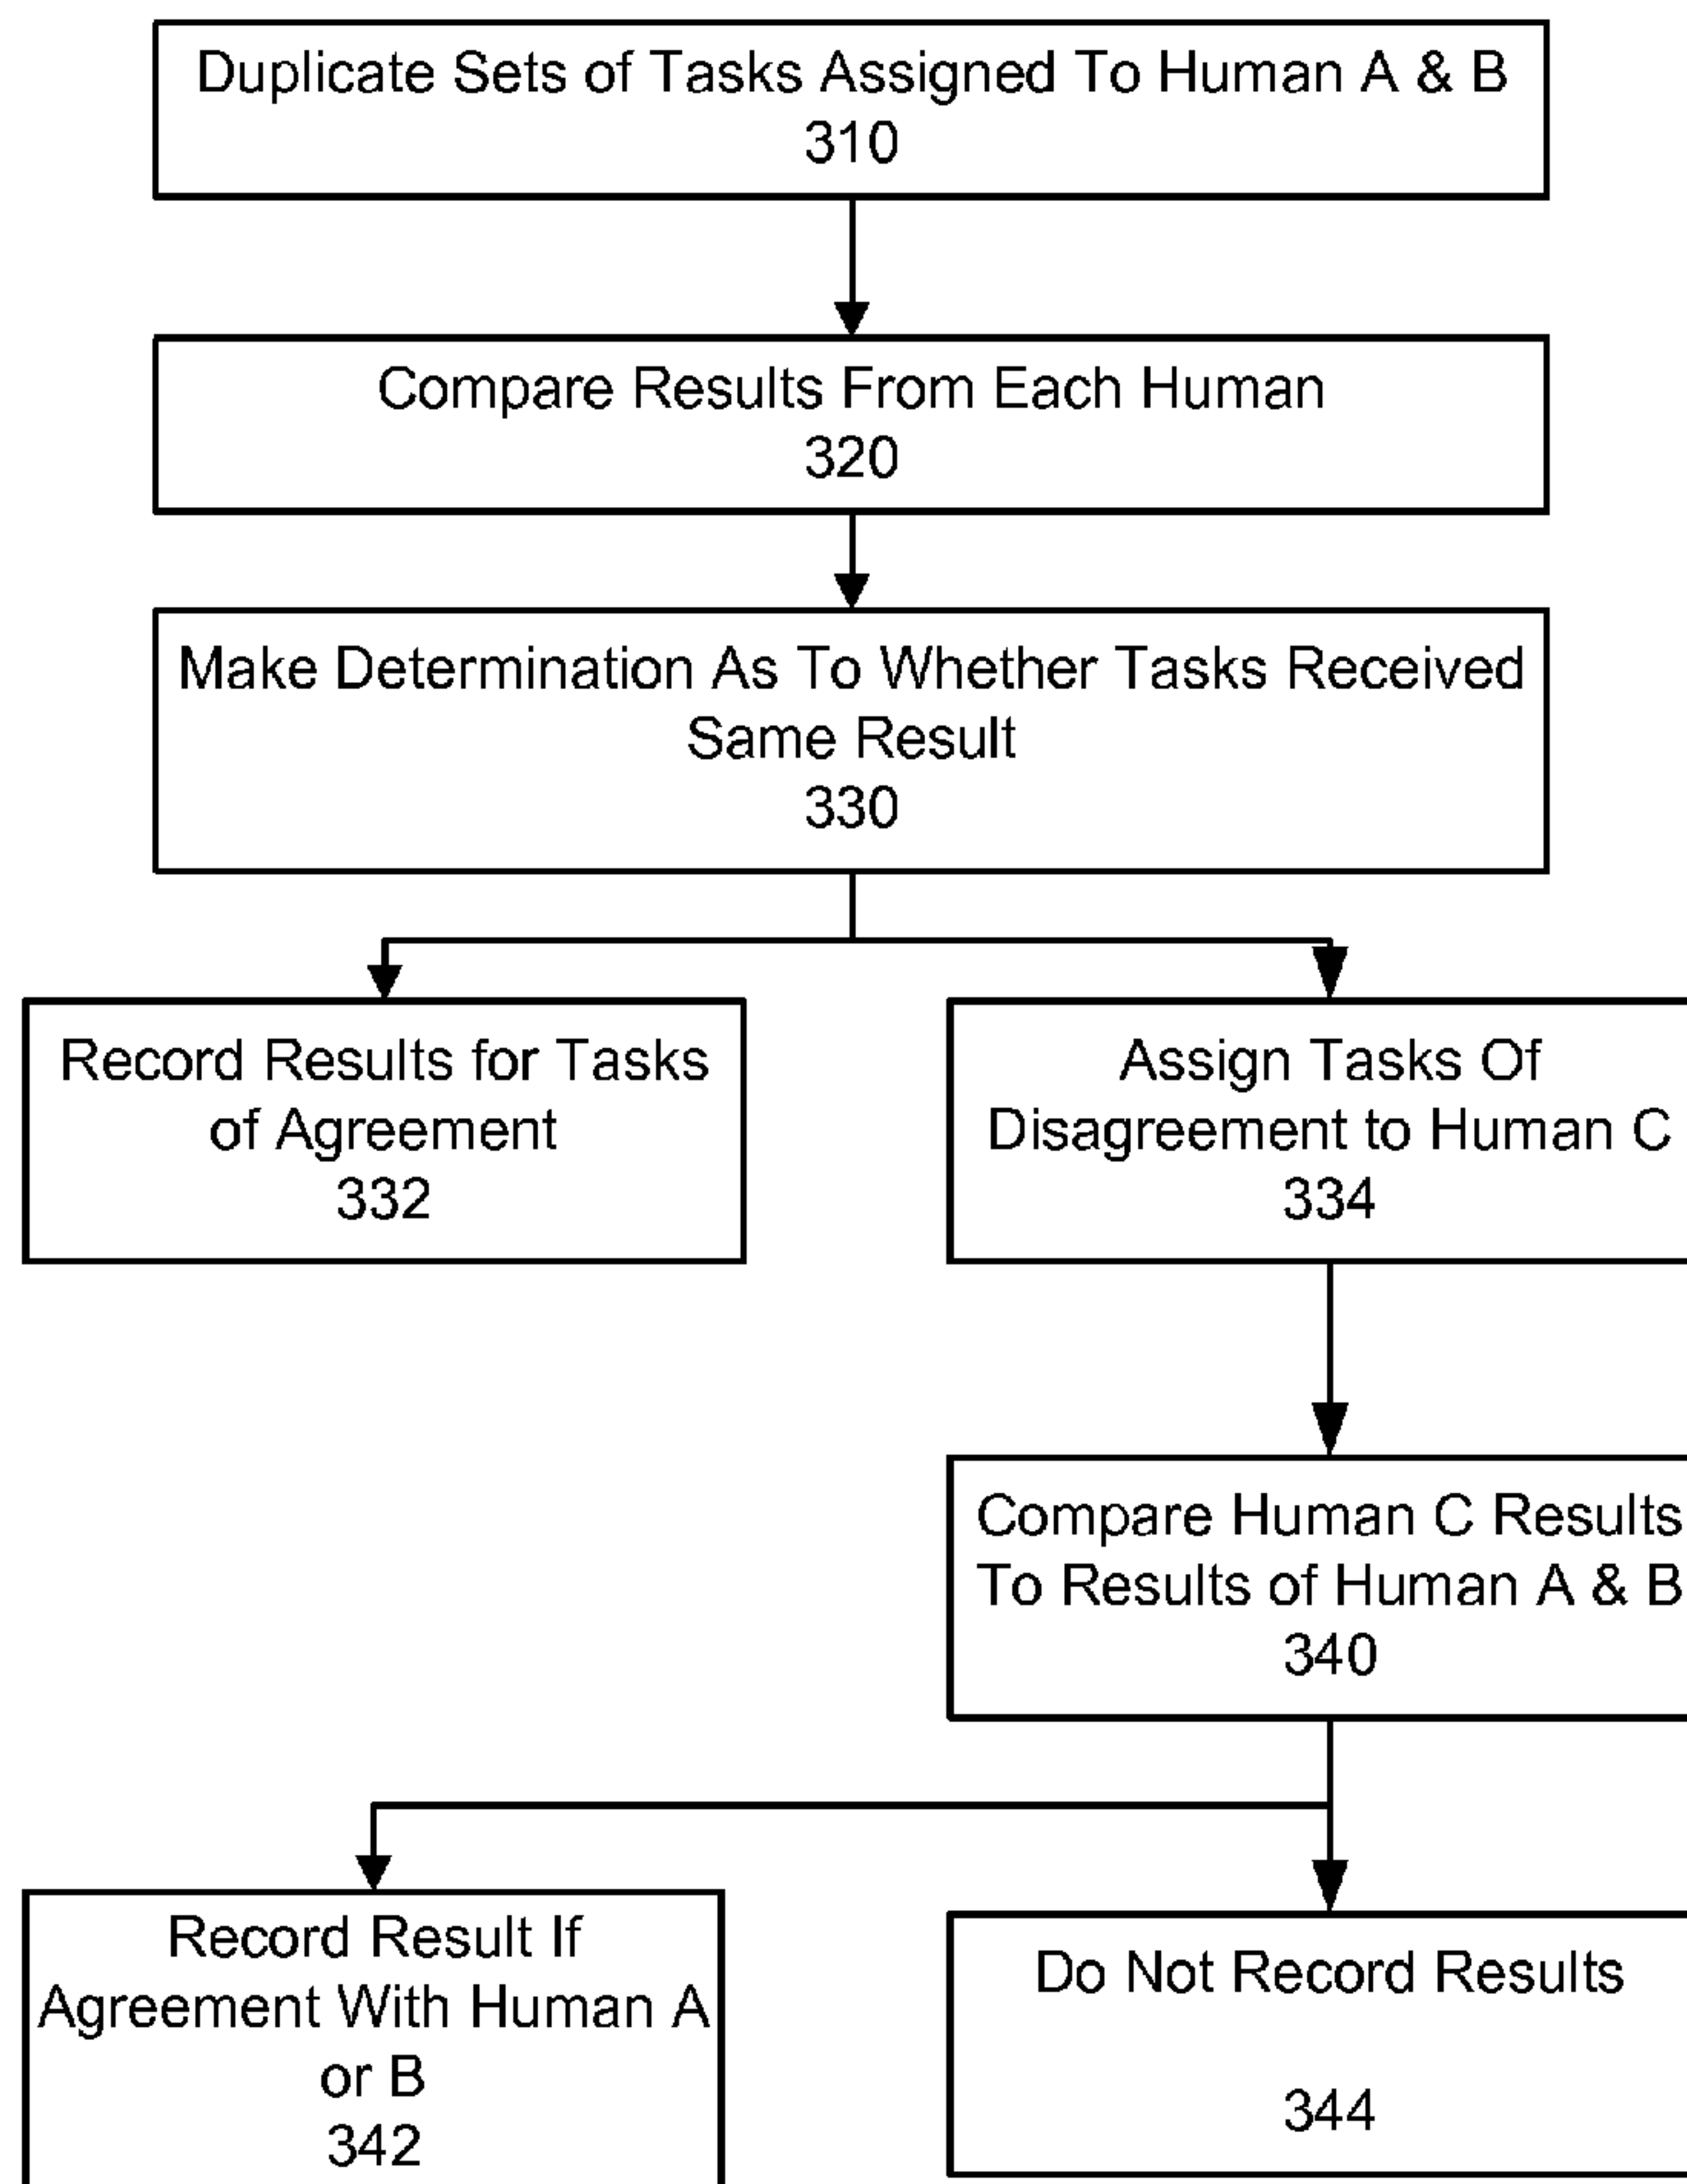 Duplicate Sets of Tasks Assigned To Human A & B
310
Compare Results From Each Human
320
Make Determination As To Whether Tasks Received
Same Result
330
Record Results for Tasks
of Agreement
332
Assign Tasks Of
Disagreement to Human C
334
Compare Human C Results
To Results of Human A & B
340
Record Result If
Agreement With Human A
or B
342
Do Not Record Results
344